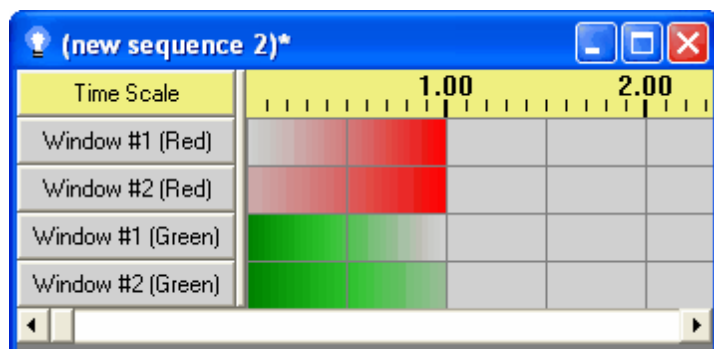 (new sequence 2)*
Time Scale 1.00 2.00
Window #1 (Red)
Window #2 (Red)
Window #1 (Green)
Window #2 (Green)